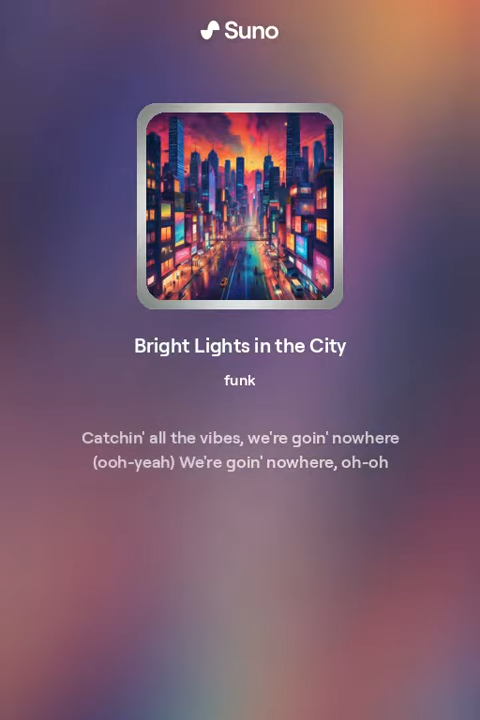 Suno
Bright Lights in the City
funk
Catchin' all the vibes, we're goin' nowhere
(ooh-yeah) We're goin' nowhere, oh-oh